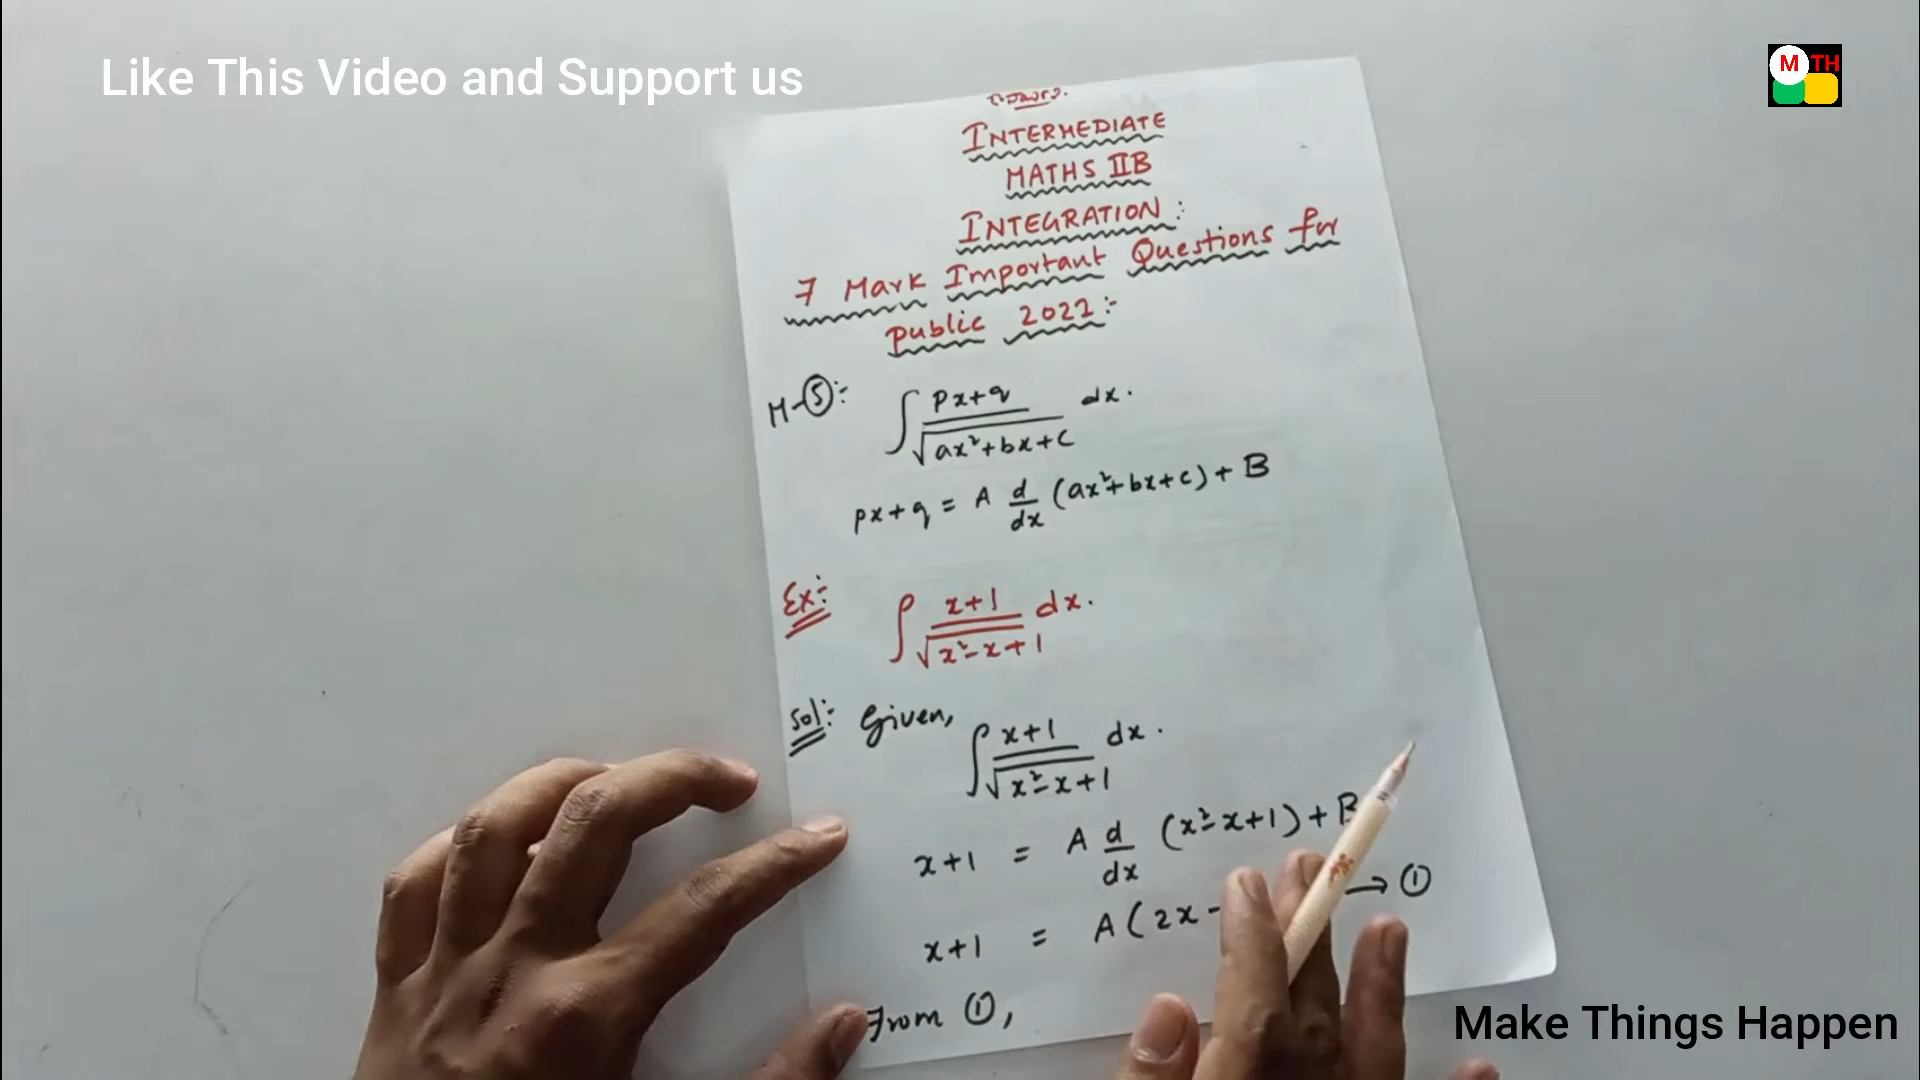 Like This Video and Support us
M TH
INTERMEDIATE
MATHS IIB
INTEGRATION:
7 Mark Important Questions for
public 2022:-
M-⑤:- ∫ px+q / √ax²+bx+c dx.
px+q = A d/dx (ax²+bx+c) + B
Ex:- ∫ x+1 / √x²-x+1 dx.
Sol:- Given, ∫ x+1 / √x²-x+1 dx.
x+1 = A d/dx (x²-x+1) + B
x+1 = A(2x- → ①
From ①,
Make Things Happen